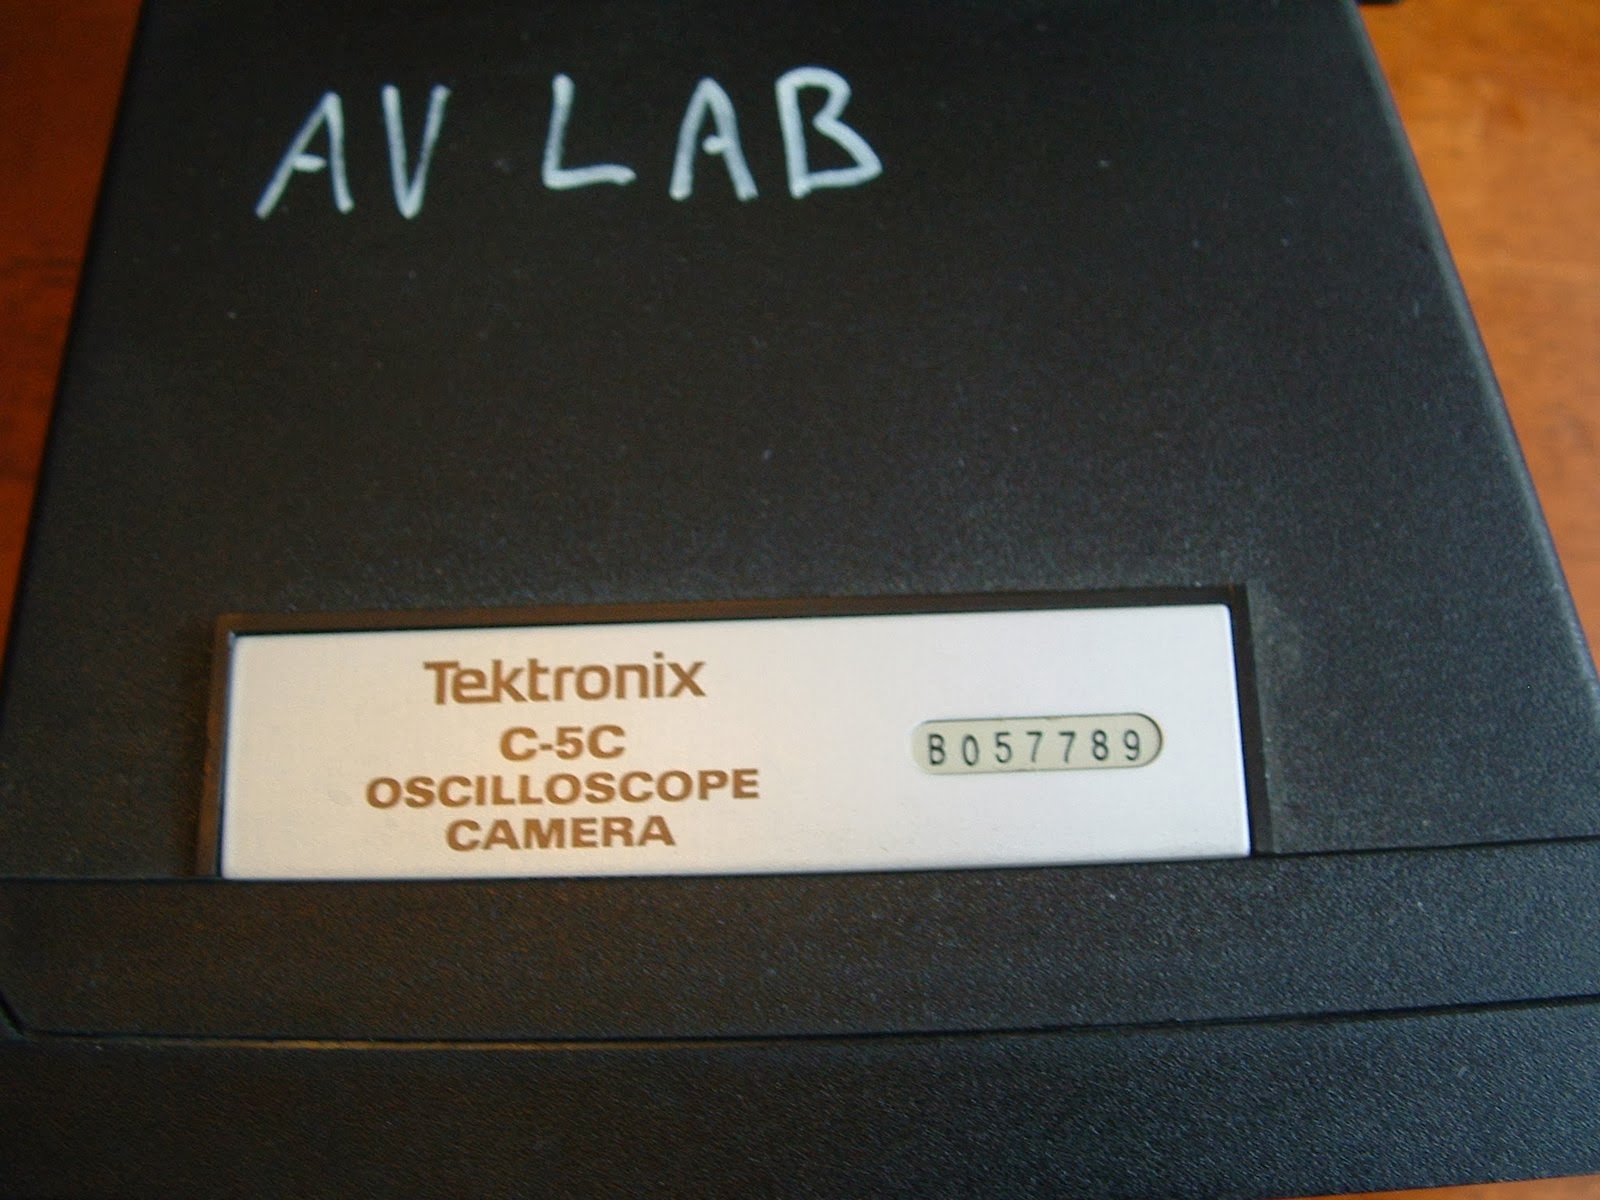 AV LAB
Tektronix
C-5C
OSCILLOSCOPE
CAMERA
B057789